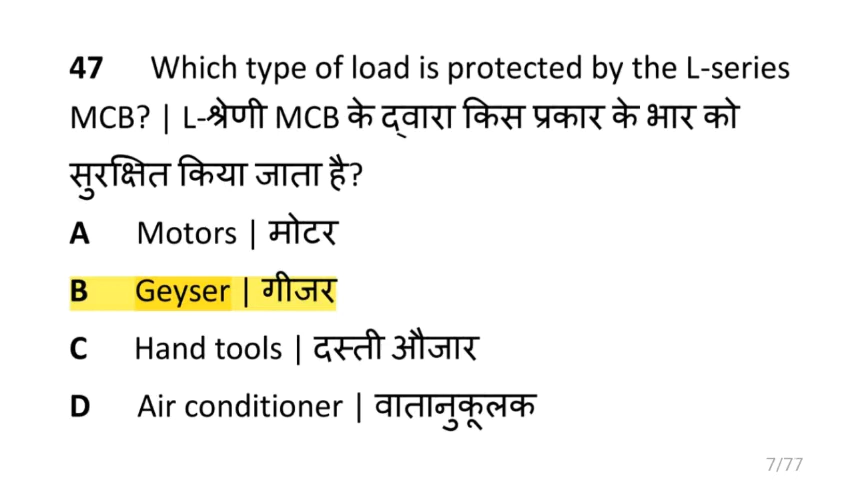 47 Which type of load is protected by the L-series
MCB? | L-श्रेणी MCB के द्वारा किस प्रकार के भार को
सुरक्षित किया जाता है?
A Motors | मोटर
B Geyser | गीजर
C Hand tools | दस्ती औजार
D Air conditioner | वातानुकूलक
7/77